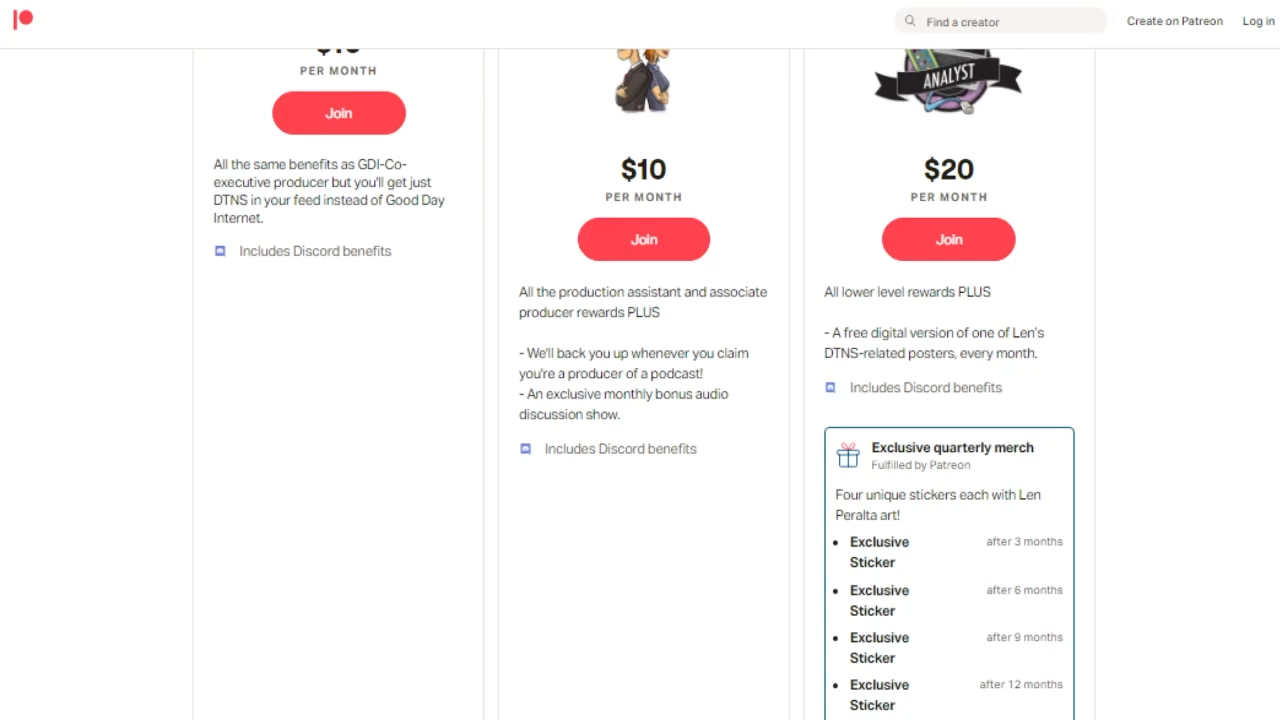 Find a creator
Create on Patreon
Log in
PER MONTH
Join
All the same benefits as GDI-Co-
executive producer but you'll get just
DTNS in your feed instead of Good Day
Internet.
Includes Discord benefits
$10
PER MONTH
Join
All the production assistant and associate
producer rewards PLUS
- We'll back you up whenever you claim
you're a producer of a podcast!
- An exclusive monthly bonus audio
discussion show.
Includes Discord benefits
ANALYST
$20
PER MONTH
Join
All lower level rewards PLUS
- A free digital version of one of Len's
DTNS-related posters, every month.
Includes Discord benefits
Exclusive quarterly merch
Fulfilled by Patreon
Four unique stickers each with Len
Peralta art!
• Exclusive after 3 months
Sticker
• Exclusive after 6 months
Sticker
• Exclusive after 9 months
Sticker
• Exclusive after 12 months
Sticker